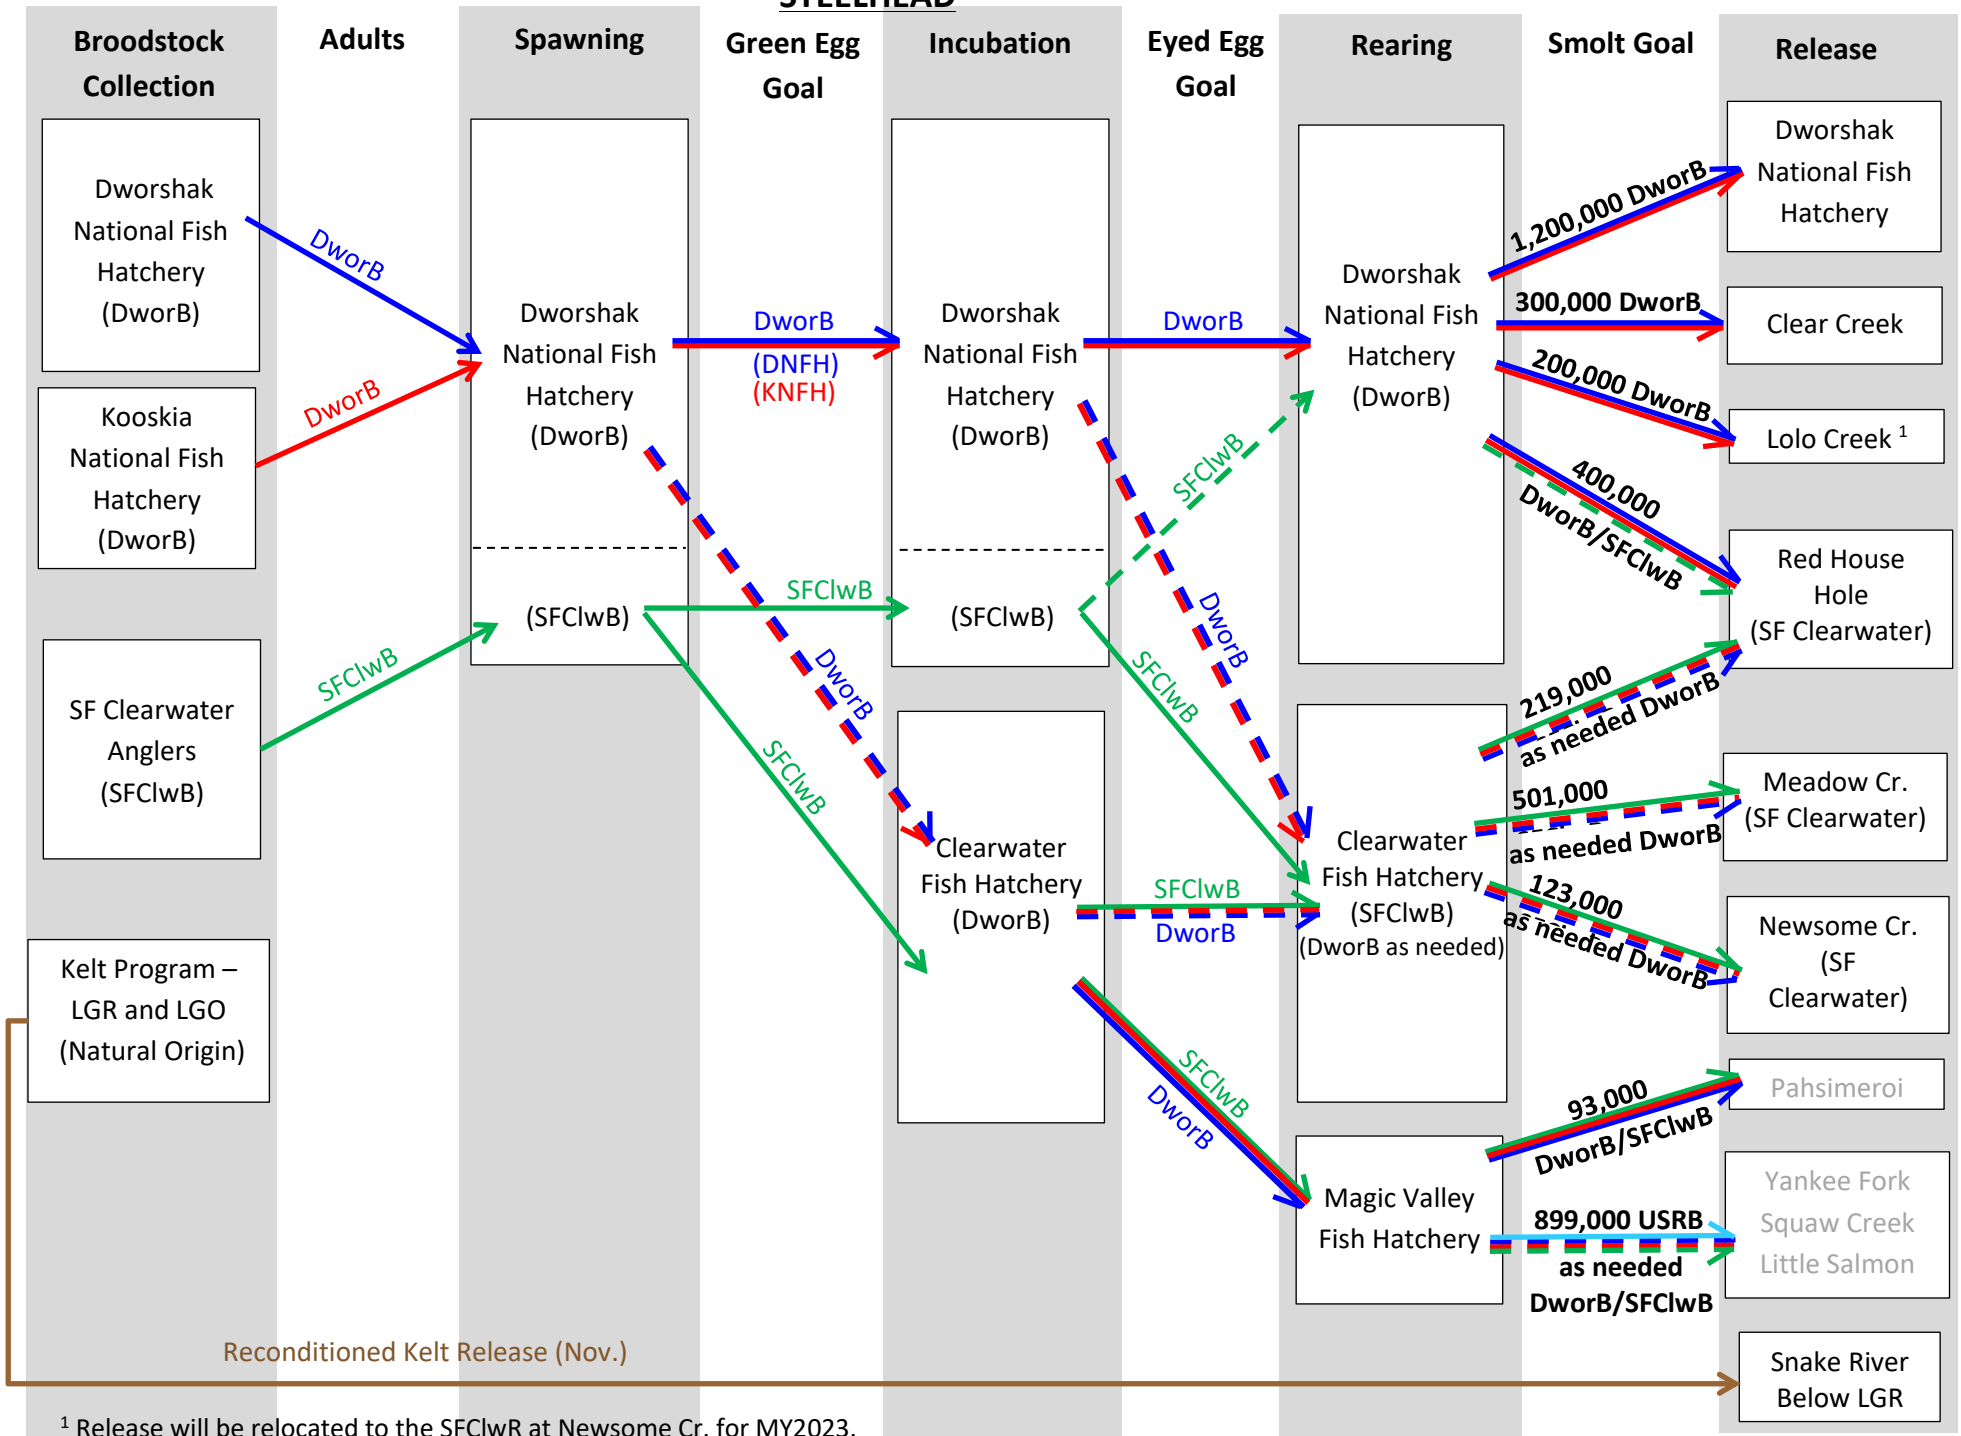 STEELHEAD
Broodstock
Collection
Adults
Spawning
Green Egg
Goal
Incubation
Eyed Egg
Goal
Rearing
Smolt Goal
Release
Dworshak
National Fish
Hatchery
(DworB)
Kooskia
National Fish
Hatchery
(DworB)
SF Clearwater
Anglers
(SFClwB)
Kelt Program –
LGR and LGO
(Natural Origin)
DworB
DworB
SFClwB
Dworshak
National Fish
Hatchery
(DworB)
(SFClwB)
DworB
(DNFH)
(KNFH)
SFClwB
DworB
SFClwB
Dworshak
National Fish
Hatchery
(DworB)
(SFClwB)
Clearwater
Fish Hatchery
(DworB)
DworB
SFClwB
DworB
SFClwB
SFClwB
DworB
SFClwB
DworB
Dworshak
National Fish
Hatchery
(DworB)
Clearwater
Fish Hatchery
(SFClwB)
(DworB as needed)
Magic Valley
Fish Hatchery
1,200,000 DworB
300,000 DworB
200,000 DworB
400,000
DworB/SFClwB
219,000
as needed DworB
501,000
as needed DworB
123,000
as needed DworB
93,000
DworB/SFClwB
899,000 USRB
as needed
DworB/SFClwB
Dworshak
National Fish
Hatchery
Clear Creek
Lolo Creek ¹
Red House
Hole
(SF Clearwater)
Meadow Cr.
(SF Clearwater)
Newsome Cr.
(SF
Clearwater)
Pahsimeroi
Yankee Fork
Squaw Creek
Little Salmon
Snake River
Below LGR
Reconditioned Kelt Release (Nov.)
¹ Release will be relocated to the SFClwR at Newsome Cr. for MY2023.